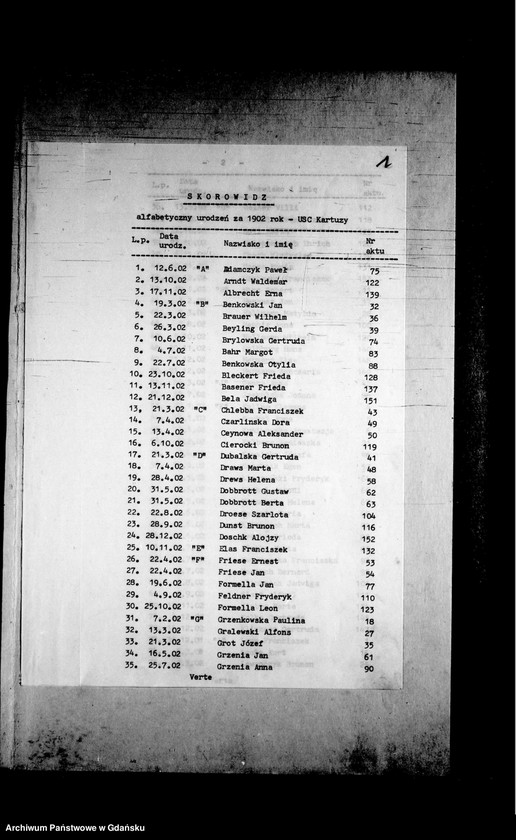 1
S K O R O W I D Z
alfabetyczny urodzeń za 1902 rok - USC Kartuzy
L.p. Data urodz. Nazwisko i imię Nr aktu
1. 12.6.02 "A" Adamczyk Paweł 75
2. 13.10.02 Arndt Waldemar 122
3. 17.11.02 Albrecht Erna 139
4. 19.3.02 "B" Benkowski Jan 32
5. 22.3.02 Brauer Wilhelm 36
6. 26.3.02 Beyling Gerda 39
7. 10.6.02 Brylowska Gertruda 74
8. 4.7.02 Bahr Margot 83
9. 22.7.02 Benkowska Otylia 88
10. 23.10.02 Bleckert Frieda 128
11. 13.11.02 Basener Frieda 137
12. 21.12.02 Bela Jadwiga 151
13. 21.3.02 "C" Chlebba Franciszek 43
14. 7.4.02 Czarlinska Dora 49
15. 13.4.02 Ceynowa Aleksander 50
16. 6.10.02 Cierocki Brunon 119
17. 21.3.02 "D" Dubalska Gertruda 41
18. 7.4.02 Draws Marta 48
19. 28.4.02 Drews Helena 58
20. 31.5.02 Dobbrott Gustaw 62
21. 31.5.02 Dobbrott Berta 63
22. 22.8.02 Droese Szarlota 104
23. 28.9.02 Dunst Brunon 116
24. 28.12.02 Doschk Alojzy 152
25. 10.11.02 "E" Elas Franciszek 132
26. 22.4.02 "F" Friese Ernest 53
27. 22.4.02 Friese Jan 54
28. 19.6.02 Formella Jan 77
29. 4.9.02 Feldner Fryderyk 110
30. 25.10.02 Formella Leon 123
31. 7.2.02 "G" Grzenkowska Paulina 18
32. 13.3.02 Gralewski Alfons 27
33. 21.3.02 Grot Józef 35
34. 16.5.02 Grzenia Jan 61
35. 25.7.02 Grzenia Anna 90
Verte
Archiwum Państwowe w Gdańsku